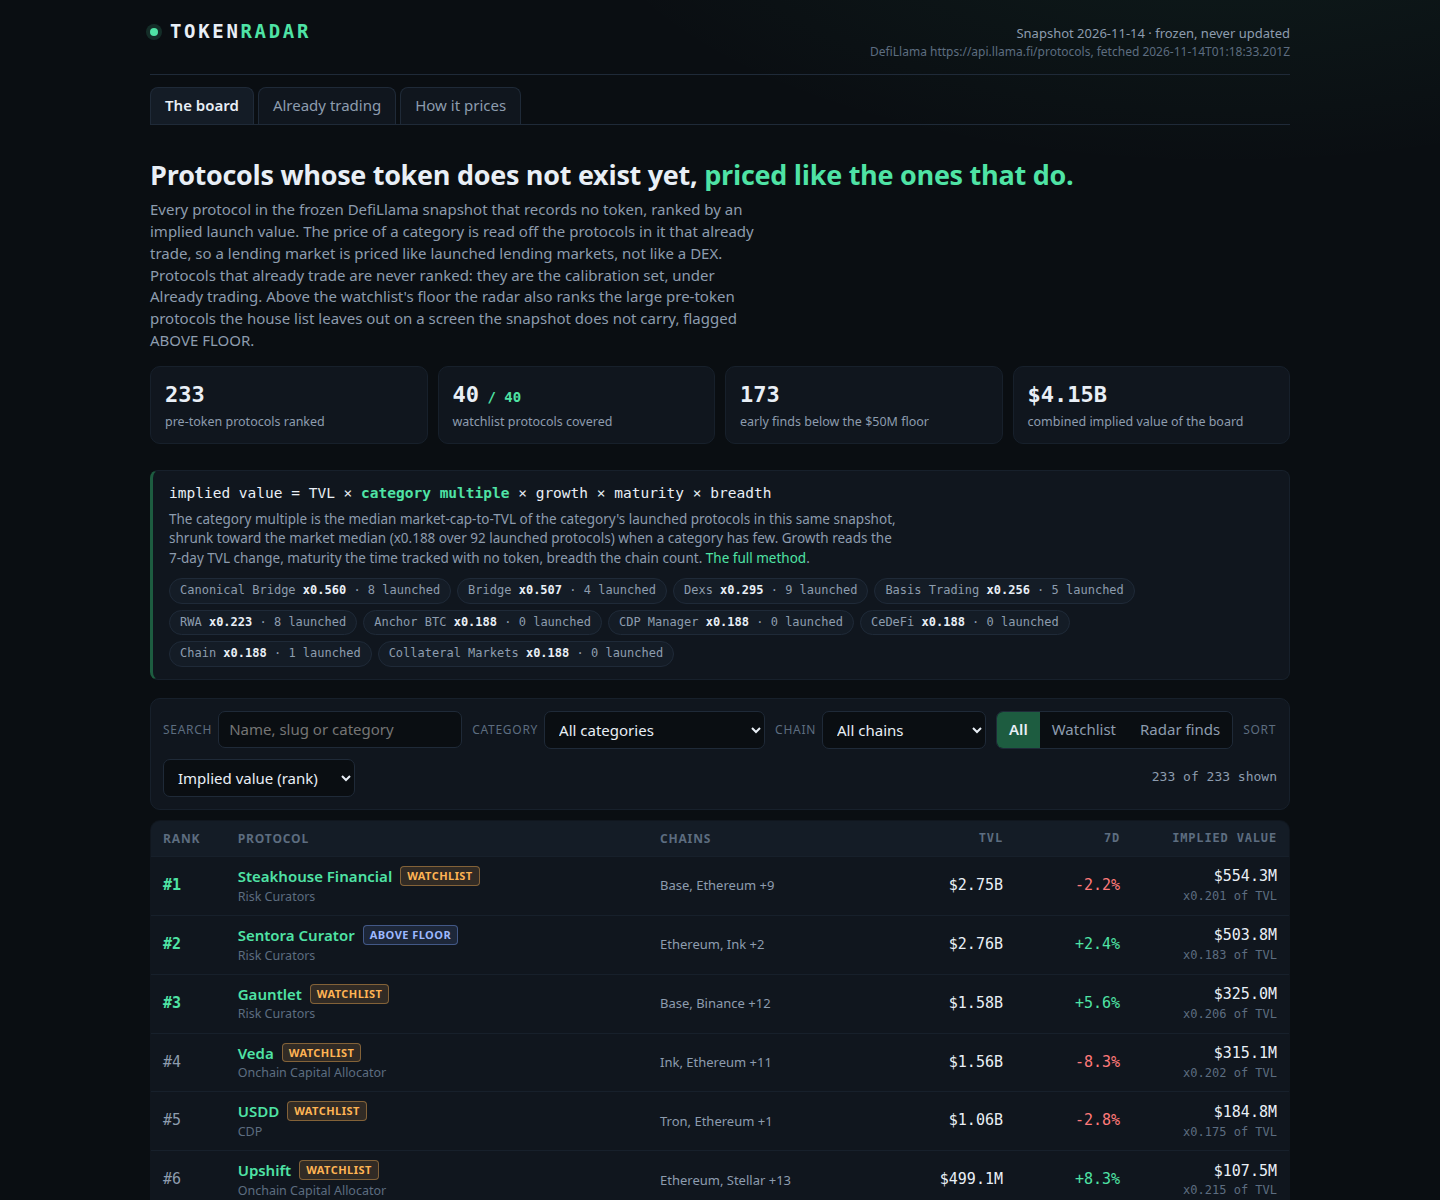 TOKENRADAR
Snapshot 2026-11-14 · frozen, never updated
DefiLlama https://api.llama.fi/protocols, fetched 2026-11-14T01:18:33.201Z
The board
Already trading
How it prices
Protocols whose token does not exist yet, priced like the ones that do.
Every protocol in the frozen DefiLlama snapshot that records no token, ranked by an
implied launch value. The price of a category is read off the protocols in it that already
trade, so a lending market is priced like launched lending markets, not like a DEX.
Protocols that already trade are never ranked: they are the calibration set, under
Already trading. Above the watchlist's floor the radar also ranks the large pre-token
protocols the house list leaves out on a screen the snapshot does not carry, flagged
ABOVE FLOOR.
233
pre-token protocols ranked
40 / 40
watchlist protocols covered
173
early finds below the $50M floor
$4.15B
combined implied value of the board
implied value = TVL × category multiple × growth × maturity × breadth
The category multiple is the median market-cap-to-TVL of the category's launched protocols in this same snapshot,
shrunk toward the market median (x0.188 over 92 launched protocols) when a category has few. Growth reads the
7-day TVL change, maturity the time tracked with no token, breadth the chain count. The full method.
Canonical Bridge x0.560 · 8 launched
Bridge x0.507 · 4 launched
Dexs x0.295 · 9 launched
Basis Trading x0.256 · 5 launched
RWA x0.223 · 8 launched
Anchor BTC x0.188 · 0 launched
CDP Manager x0.188 · 0 launched
CeDeFi x0.188 · 0 launched
Chain x0.188 · 1 launched
Collateral Markets x0.188 · 0 launched
SEARCH Name, slug or category CATEGORY All categories CHAIN All chains All Watchlist Radar finds SORT
Implied value (rank)
233 of 233 shown
RANK PROTOCOL CHAINS TVL 7D IMPLIED VALUE
#1 Steakhouse Financial WATCHLIST Base, Ethereum +9 $2.75B -2.2% $554.3M
Risk Curators x0.201 of TVL
#2 Sentora Curator ABOVE FLOOR Ethereum, Ink +2 $2.76B +2.4% $503.8M
Risk Curators x0.183 of TVL
#3 Gauntlet WATCHLIST Base, Binance +12 $1.58B +5.6% $325.0M
Risk Curators x0.206 of TVL
#4 Veda WATCHLIST Ink, Ethereum +11 $1.56B -8.3% $315.1M
Onchain Capital Allocator x0.202 of TVL
#5 USDD WATCHLIST Tron, Ethereum +1 $1.06B -2.8% $184.8M
CDP x0.175 of TVL
#6 Upshift WATCHLIST Ethereum, Stellar +13 $499.1M +8.3% $107.5M
Onchain Capital Allocator x0.215 of TVL